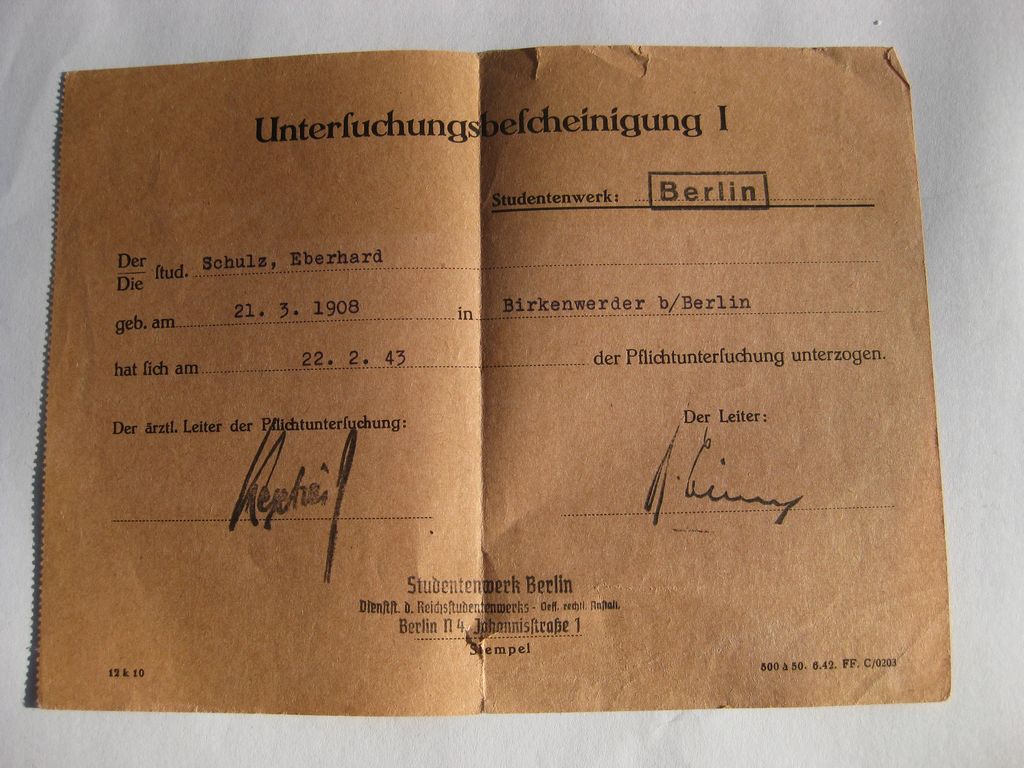 Unterſuchungsbeſcheinigung I
Studentenwerk: Berlin
Der
Die ſtud. Schulz, Eberhard
geb. am 21. 3. 1908 in Birkenwerder b/Berlin
hat ſich am 22. 2. 43 der Pflichtunterſuchung unterzogen.
Der ärztl. Leiter der Pflichtunterſuchung:
Der Leiter:
Studentenwerk Berlin
Dienſtſt. d. Reichsſtudentenwerks - Oeff. rechtl. Anſtalt.
Berlin N 4, Johannisſtraße 1
Stempel
12 k 10
500 à 50. 6.42. FF. C/0203